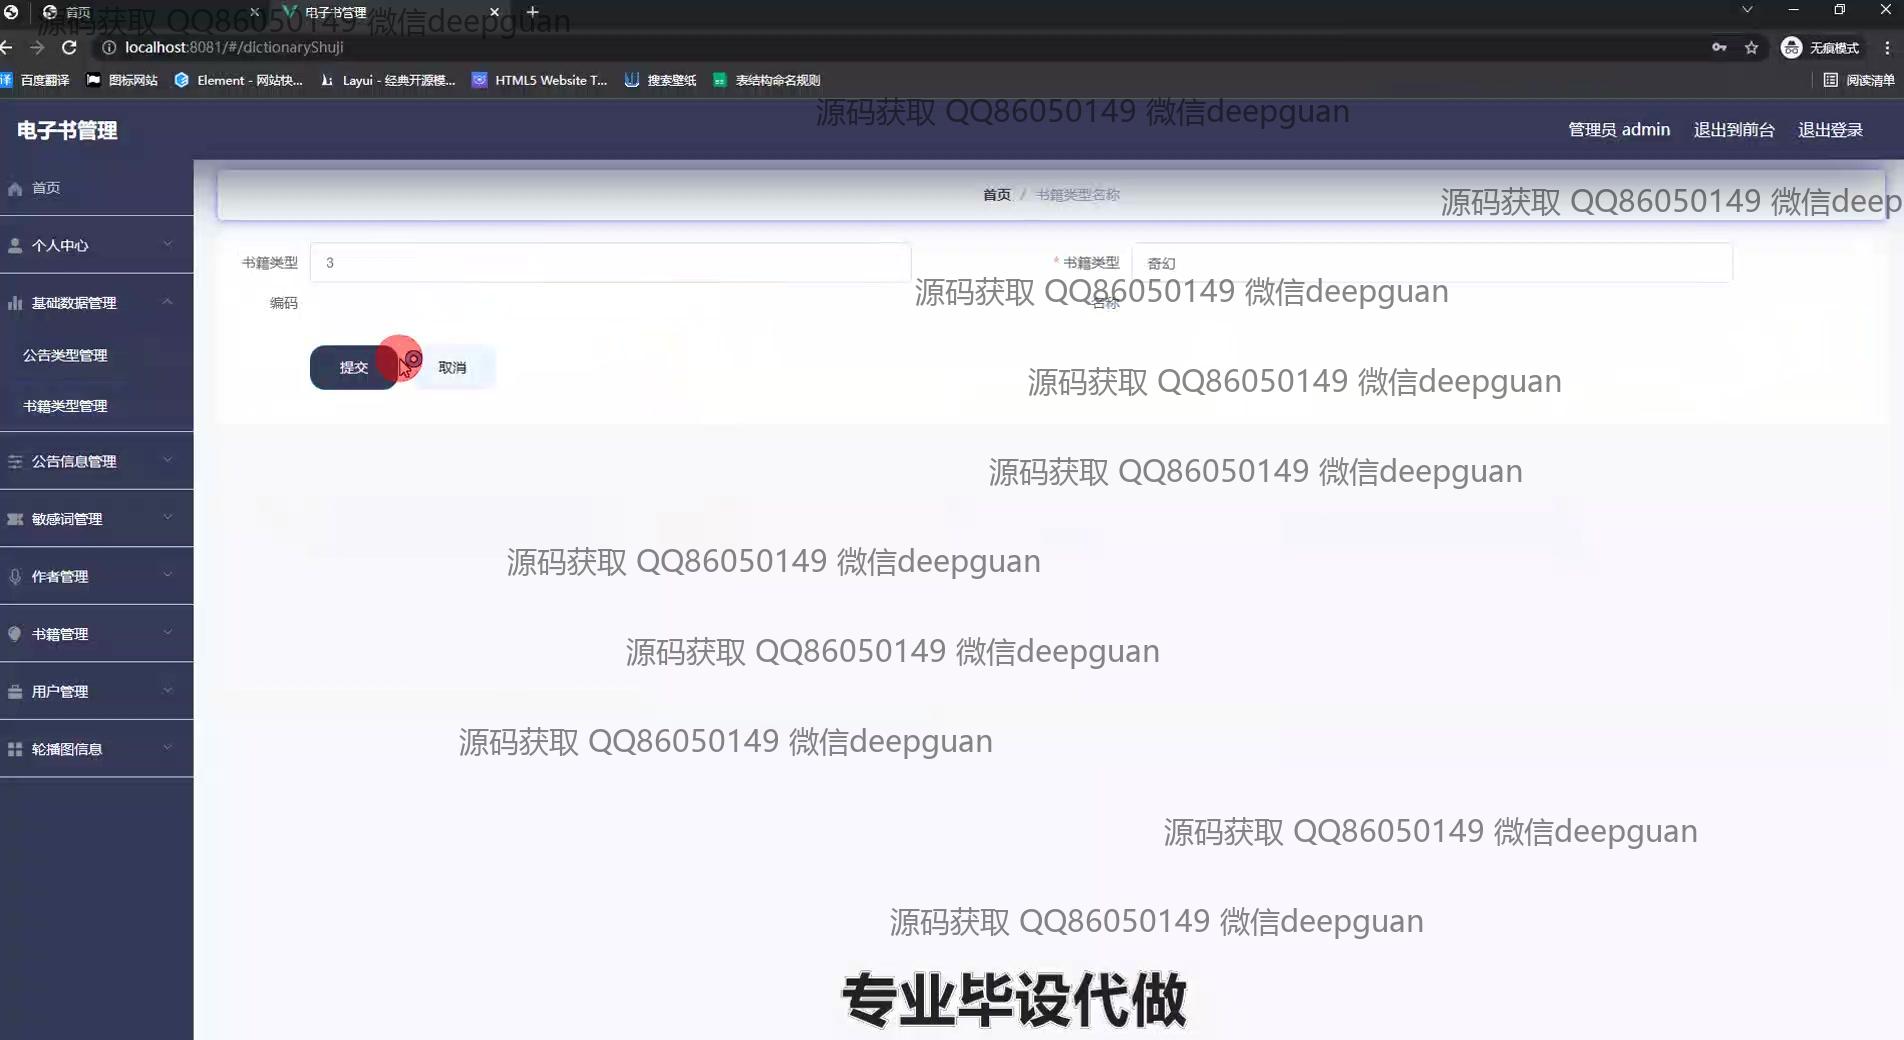 首页
电子书管理
源码获取 QQ86050149 微信deepguan
localhost:8081/#/dictionaryShuji
无痕模式
百度翻译
图标网站
Element - 网站快...
Layui - 经典开源模...
HTML5 Website T...
搜索壁纸
表结构命名规则
阅读清单
源码获取 QQ86050149 微信deepguan
电子书管理
管理员 admin
退出到前台
退出登录
首页
首页 / 书籍类型名称
源码获取 QQ86050149 微信deep
个人中心
书籍类型
编码
3
* 书籍类型
名称
奇幻
源码获取 QQ86050149 微信deepguan
基础数据管理
公告类型管理
书籍类型管理
提交
取消
源码获取 QQ86050149 微信deepguan
公告信息管理
源码获取 QQ86050149 微信deepguan
敏感词管理
源码获取 QQ86050149 微信deepguan
作者管理
书籍管理
源码获取 QQ86050149 微信deepguan
用户管理
源码获取 QQ86050149 微信deepguan
轮播图信息
源码获取 QQ86050149 微信deepguan
源码获取 QQ86050149 微信deepguan
专业毕设代做